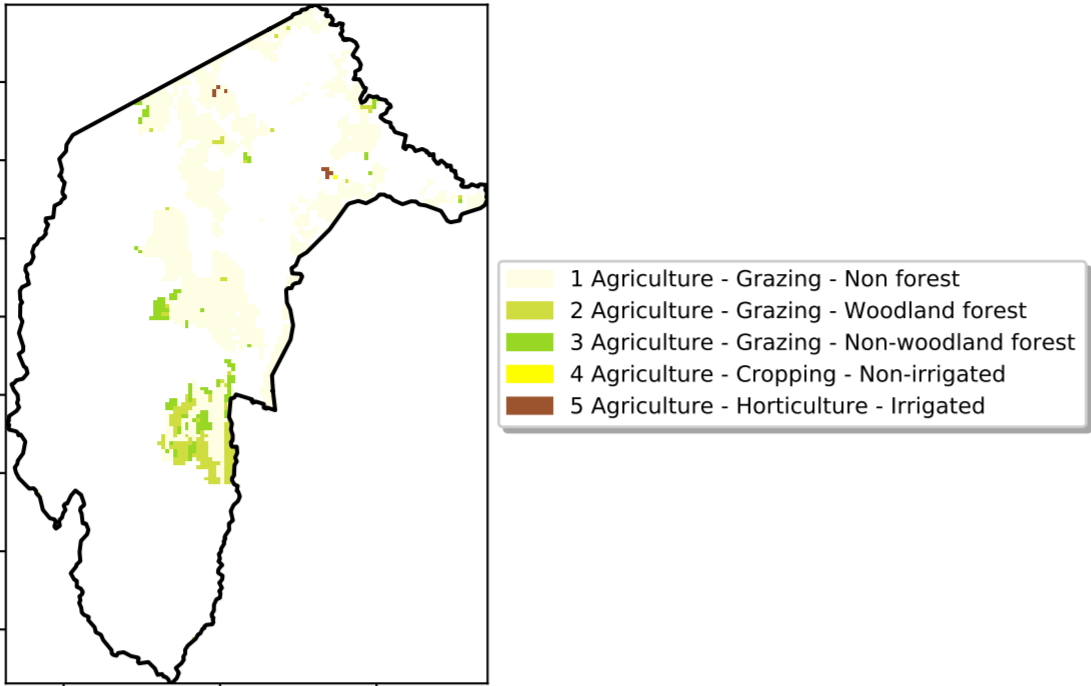 1 Agriculture - Grazing - Non forest
2 Agriculture - Grazing - Woodland forest
3 Agriculture - Grazing - Non-woodland forest
4 Agriculture - Cropping - Non-irrigated
5 Agriculture - Horticulture - Irrigated